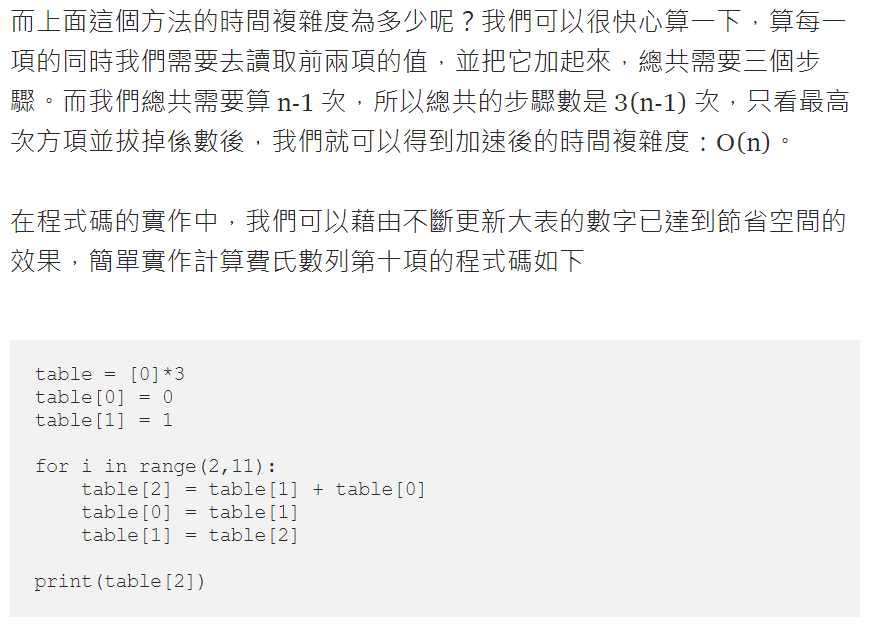 而上面這個方法的時間複雜度為多少呢？我們可以很快心算一下，算每一
項的同時我們需要去讀取前兩項的值，並把它加起來，總共需要三個步
驟。而我們總共需要算 n-1 次，所以總共的步驟數是 3(n-1) 次，只看最高
次方項並拔掉係數後，我們就可以得到加速後的時間複雜度：O(n)。
在程式碼的實作中，我們可以藉由不斷更新大表的數字已達到節省空間的
效果，簡單實作計算費氏數列第十項的程式碼如下
table = [0]*3
table[0] = 0
table[1] = 1
for i in range(2,11):
    table[2] = table[1] + table[0]
    table[0] = table[1]
    table[1] = table[2]
print(table[2])